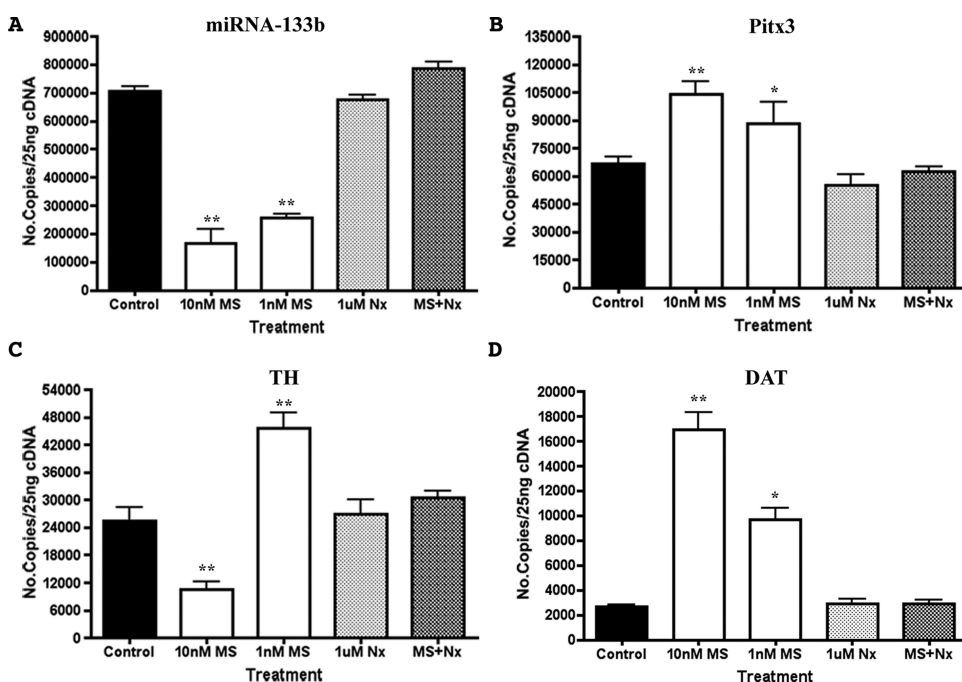 A
miRNA-133b
No.Copies/25ng cDNA
900000
800000
700000
600000
500000
400000
300000
200000
100000
0
**
**
Control
10nM MS
1nM MS
1uM Nx
MS+Nx
Treatment
B
Pitx3
No.Copies/25ng cDNA
135000
120000
105000
90000
75000
60000
45000
30000
15000
0
**
*
Control
10nM MS
1nM MS
1uM Nx
MS+Nx
Treatment
C
TH
No.Copies/25ng cDNA
54000
48000
42000
36000
30000
24000
18000
12000
6000
0
**
**
Control
10nM MS
1nM MS
1uM Nx
MS+Nx
Treatment
D
DAT
No.Copies/25ng cDNA
20000
18000
16000
14000
12000
10000
8000
6000
4000
2000
0
**
*
Control
10nM MS
1nM MS
1uM Nx
MS+Nx
Treatment